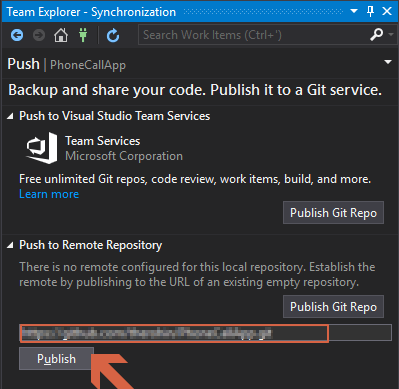 Team Explorer - Synchronization
Search Work Items (Ctrl+')
Push | PhoneCallApp
Backup and share your code. Publish it to a Git service.
Push to Visual Studio Team Services
Team Services
Microsoft Corporation
Free unlimited Git repos, code review, work items, build, and more.
Learn more
Publish Git Repo
Push to Remote Repository
There is no remote configured for this local repository. Establish the
remote by publishing to the URL of an existing empty repository.
Publish Git Repo
Publish